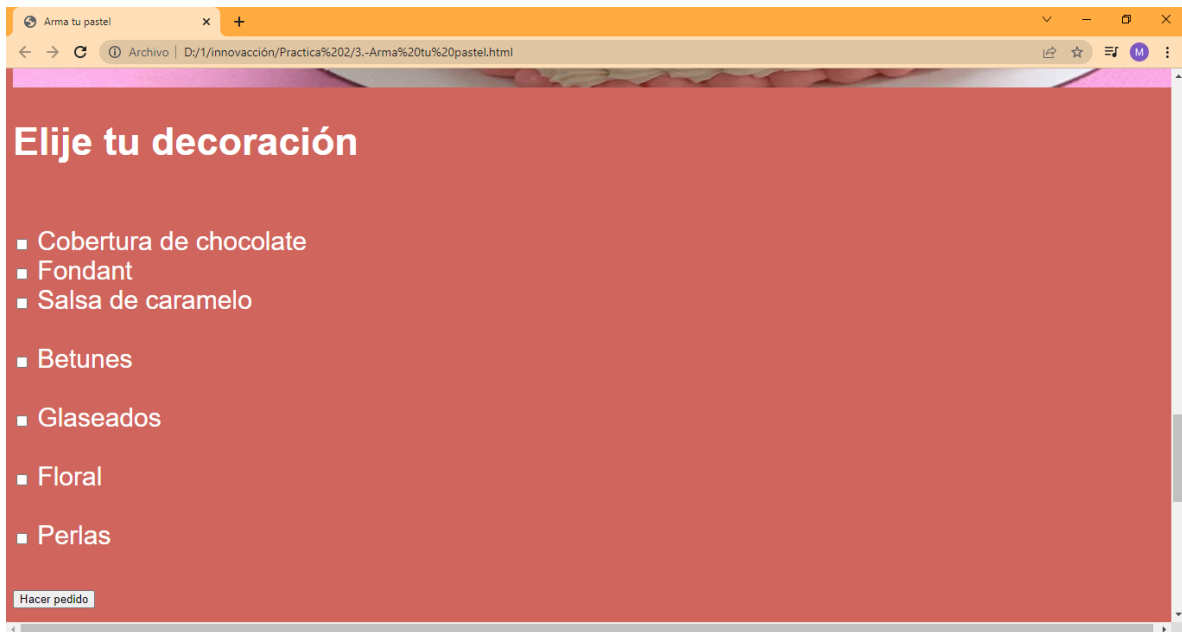 Arma tu pastel
Archivo | D:/1/innovacción/Practica%202/3.-Arma%20tu%20pastel.html
M
Elije tu decoración
Cobertura de chocolate
Fondant
Salsa de caramelo
Betunes
Glaseados
Floral
Perlas
Hacer pedido